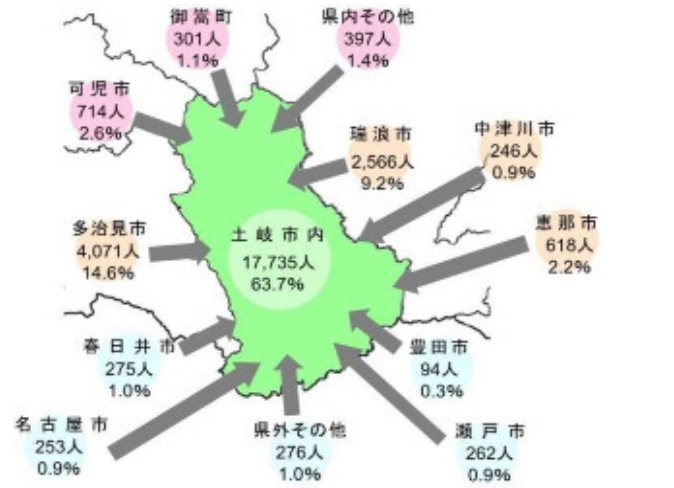 御嵩町
301人
1.1%
県内その他
397人
1.4%
可児市
714人
2.6%
瑞浪市
2,566人
9.2%
中津川市
246人
0.9%
多治見市
4,071人
14.6%
土岐市内
17,735人
63.7%
恵那市
618人
2.2%
春日井市
275人
1.0%
豊田市
94人
0.3%
名古屋市
253人
0.9%
県外その他
276人
1.0%
瀬戸市
262人
0.9%